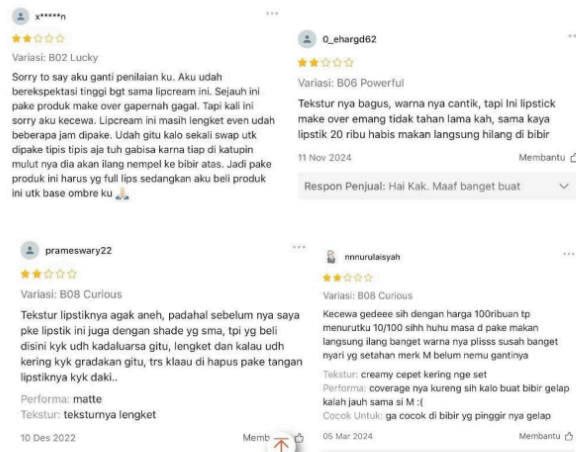 x*****n
Variasi: B02 Lucky
Sorry to say aku ganti penilaian ku. Aku udah
berekspektasi tinggi bgt sama lipcream ini. Sejauh ini
pake produk make over gapernah gagal. Tapi kali ini
sorry aku kecewa. Lipcream ini masih lengket even udah
beberapa jam dipake. Udah gitu kalo sekali swap utk
dipake tipis tipis aja tuh gabisa karna tiap di katupin
mulut nya dia akan ilang nempel ke bibir atas. Jadi pake
produk ini harus yg full lips sedangkan aku beli produk
ini utk base ombre ku 🙏🏻
0_ehargd62
Variasi: B06 Powerful
Tekstur nya bagus, warna nya cantik, tapi Ini lipstick
make over emang tidak tahan lama kah, sama kaya
lipstik 20 ribu habis makan langsung hilang di bibir
11 Nov 2024 Membantu
Respon Penjual: Hai Kak. Maaf banget buat
prameswary22
Variasi: B08 Curious
Tekstur lipstiknya agak aneh, padahal sebelum nya saya
pke lipstik ini juga dengan shade yg sma, tpi yg beli
disini kyk udh kadaluarsa gitu, lengket dan kalau udh
kering kyk gradakan gitu, trs klaau di hapus pake tangan
lipstiknya kyk daki..
Performa: matte
Tekstur: teksturnya lengket
10 Des 2022 Memb
nnnurulaisyah
Variasi: B08 Curious
Kecewa gedeee sih dengan harga 100ribuan tp
menurutku 10/100 sihh huhu masa d pake makan
langsung ilang banget warna nya plisss susah banget
nyari yg setahan merk M belum nemu gantinya
Tekstur: creamy cepet kering nge set
Performa: coverage nya kureng sih kalo buat bibir gelap
kalah jauh sama si M :(
Cocok Untuk: ga cocok di bibir yg pinggir nya gelap
05 Mar 2024 Membantu